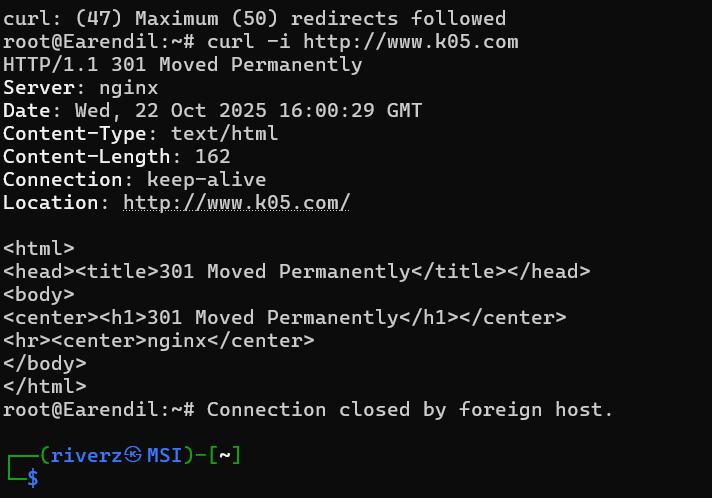 curl: (47) Maximum (50) redirects followed
root@Earendil:~# curl -i http://www.k05.com
HTTP/1.1 301 Moved Permanently
Server: nginx
Date: Wed, 22 Oct 2025 16:00:29 GMT
Content-Type: text/html
Content-Length: 162
Connection: keep-alive
Location: http://www.k05.com/

<html>
<head><title>301 Moved Permanently</title></head>
<body>
<center><h1>301 Moved Permanently</h1></center>
<hr><center>nginx</center>
</body>
</html>
root@Earendil:~# Connection closed by foreign host.

┌──(riverz㉿MSI)-[~]
└─$